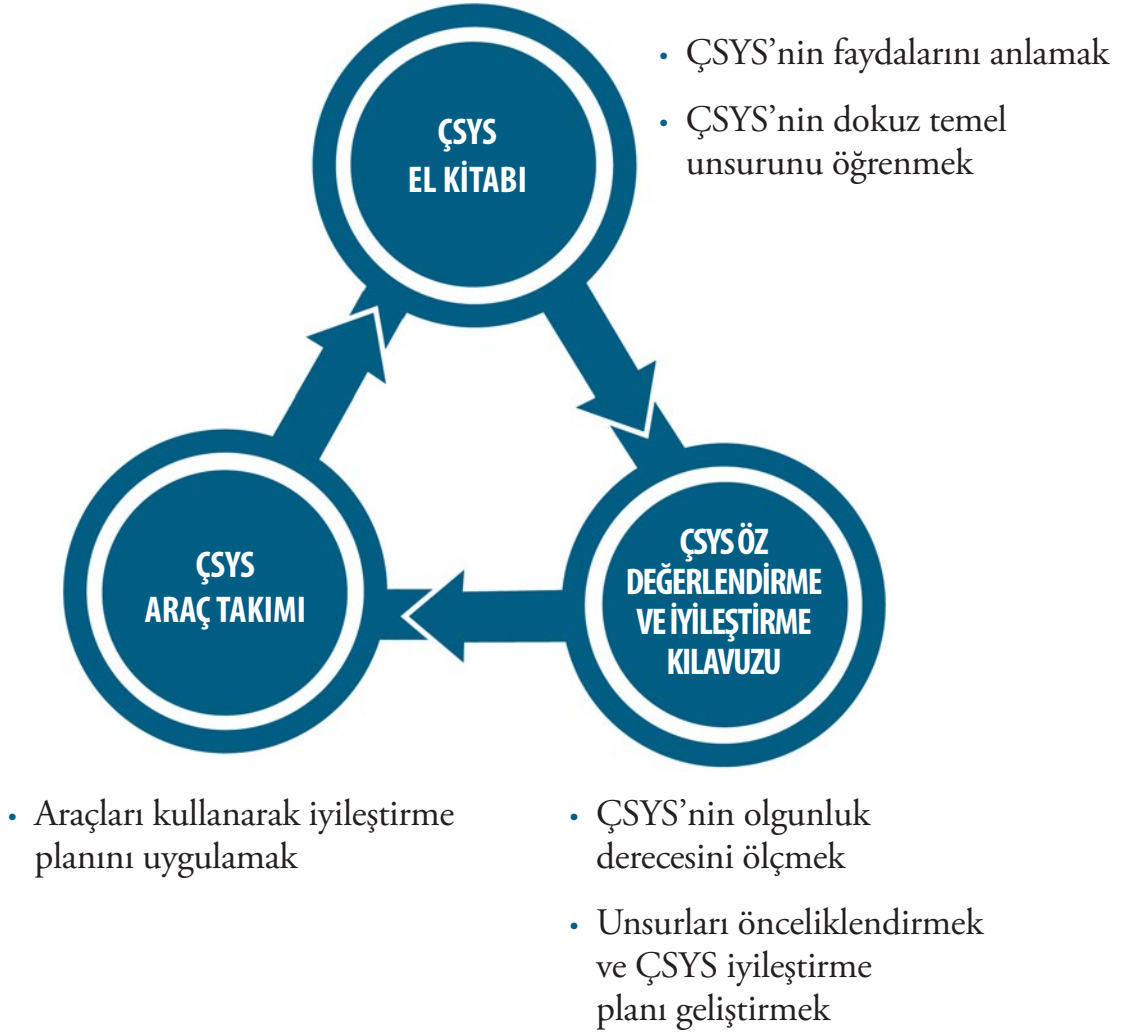 ÇSYS
EL KİTABI
• ÇSYS’nin faydalarını anlamak
• ÇSYS’nin dokuz temel
unsurunu öğrenmek
ÇSYS
ARAÇ TAKIMI
ÇSYS ÖZ
DEĞERLENDİRME
VE İYİLEŞTİRME
KILAVUZU
• Araçları kullanarak iyileştirme
planını uygulamak
• ÇSYS’nin olgunluk
derecesini ölçmek
• Unsurları önceliklendirmek
ve ÇSYS iyileştirme
planı geliştirmek